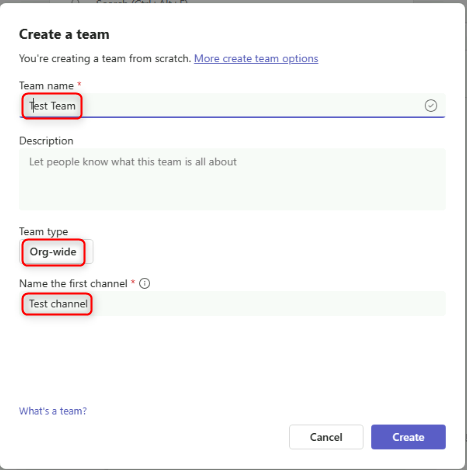 Create a team
You're creating a team from scratch. More create team options
Team name *
Test Team
Description
Let people know what this team is all about
Team type
Org-wide
Name the first channel *
Test channel
What's a team?
Cancel Create